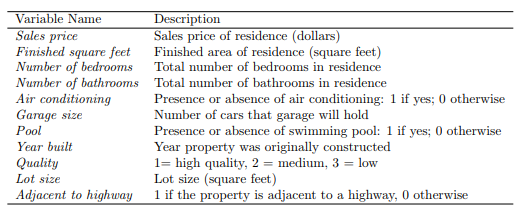 Variable Name Description
Sales price Sales price of residence (dollars)
Finished square feet Finished area of residence (square feet)
Number of bedrooms Total number of bedrooms in residence
Number of bathrooms Total number of bathrooms in residence
Air conditioning Presence or absence of air conditioning: 1 if yes; 0 otherwise
Garage size Number of cars that garage will hold
Pool Presence or absence of swimming pool: 1 if yes; 0 otherwise
Year built Year property was originally constructed
Quality 1= high quality, 2 = medium, 3 = low
Lot size Lot size (square feet)
Adjacent to highway 1 if the property is adjacent to a highway, 0 otherwise